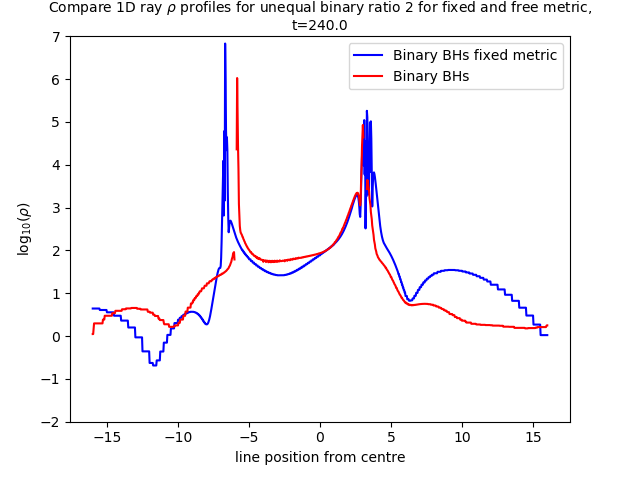 Compare 1D ray ρ profiles for unequal binary ratio 2 for fixed and free metric,
t=240.0
Binary BHs fixed metric
Binary BHs
log₁₀(ρ)
7
6
5
4
3
2
1
0
−1
−2
−15
−10
−5
0
5
10
15
line position from centre